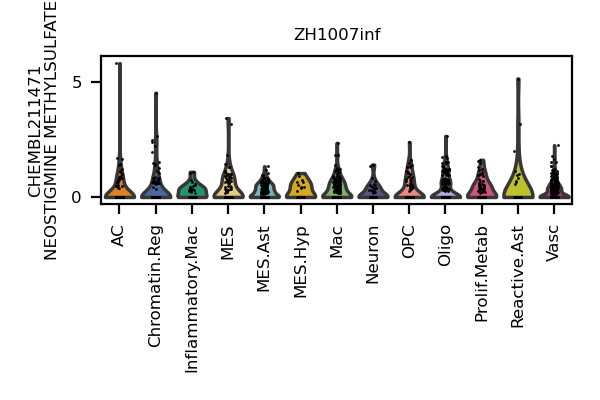 ZH1007inf
CHEMBL211471
NEOSTIGMINE METHYLSULFATE
5
0
AC
Chromatin.Reg
Inflammatory.Mac
MES
MES.Ast
MES.Hyp
Mac
Neuron
OPC
Oligo
Prolif.Metab
Reactive.Ast
Vasc